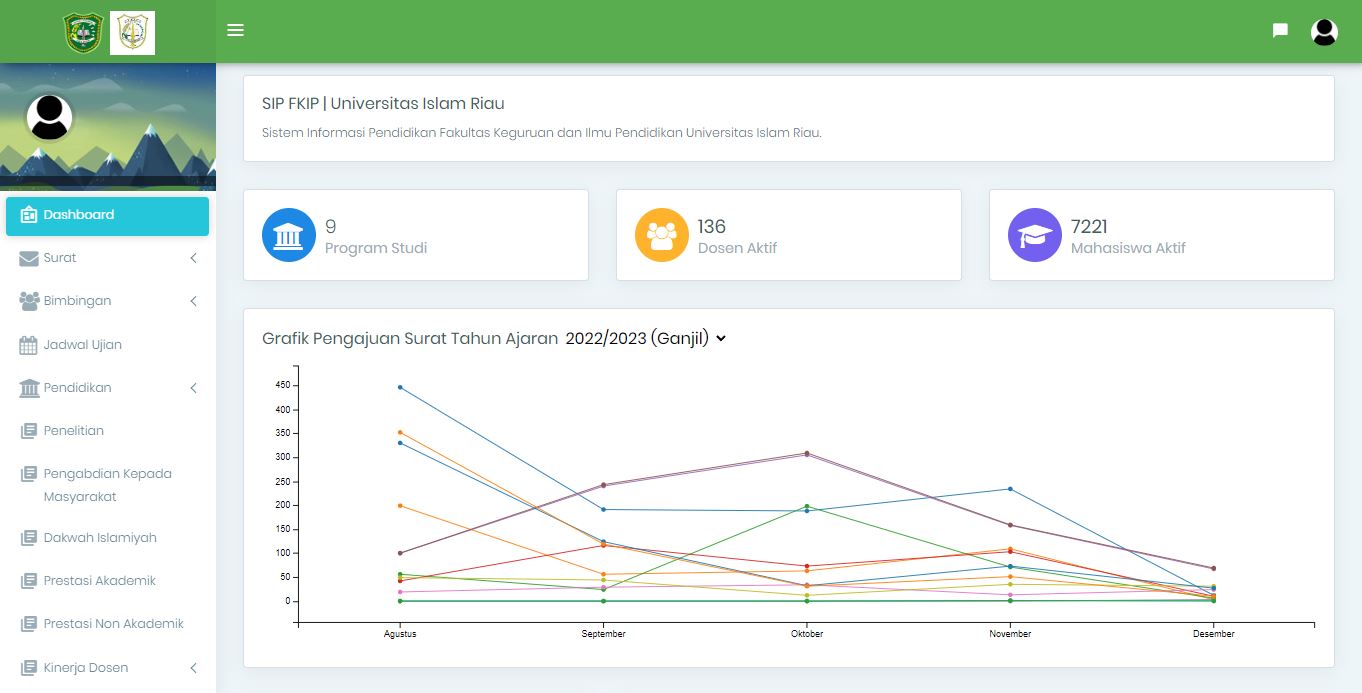 SIP FKIP | Universitas Islam Riau
Sistem Informasi Pendidikan Fakultas Keguruan dan Ilmu Pendidikan Universitas Islam Riau.
Dashboard
Surat
Bimbingan
Jadwal Ujian
Pendidikan
Penelitian
Pengabdian Kepada
Masyarakat
Dakwah Islamiyah
Prestasi Akademik
Prestasi Non Akademik
Kinerja Dosen
9
Program Studi
136
Dosen Aktif
7221
Mahasiswa Aktif
Grafik Pengajuan Surat Tahun Ajaran 2022/2023 (Ganjil)
450
400
350
300
250
200
150
100
50
0
Agustus September Oktober November Desember